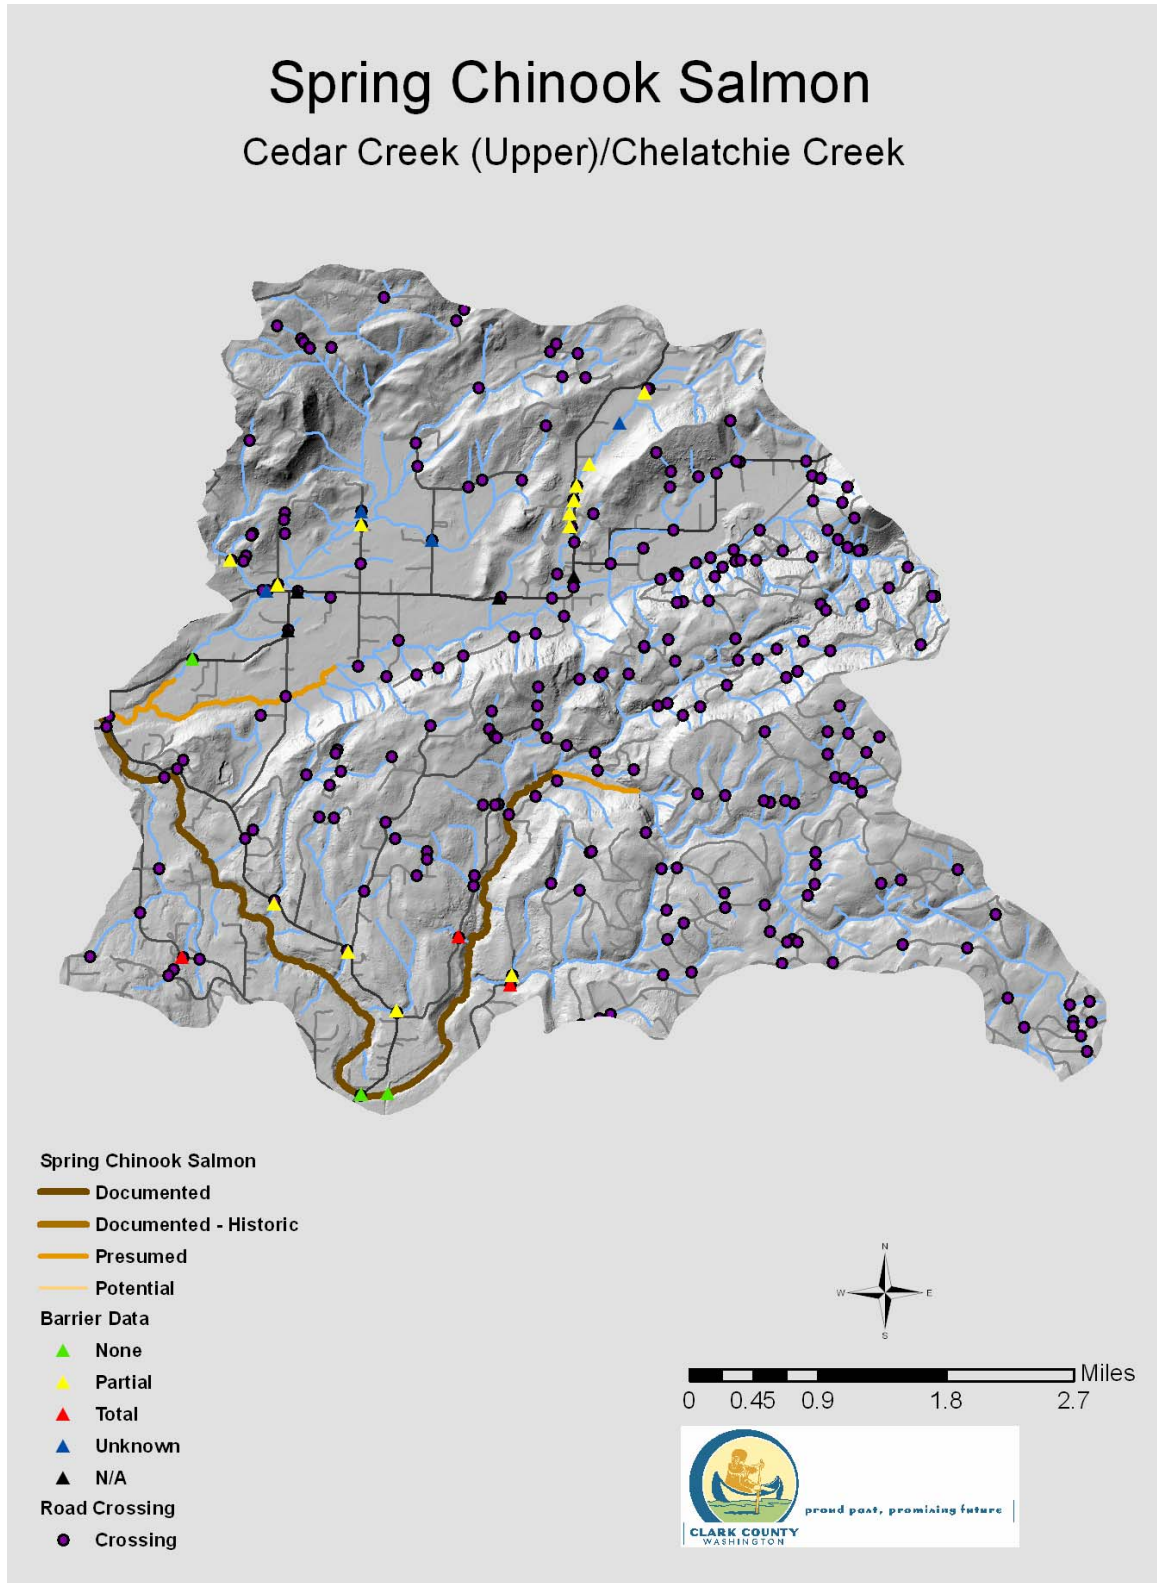 Spring Chinook Salmon
Cedar Creek (Upper)/Chelatchie Creek
Spring Chinook Salmon
Documented
Documented - Historic
Presumed
Potential
Barrier Data
None
Partial
Total
Unknown
N/A
Road Crossing
Crossing
N
W E
S
Miles
0 0.45 0.9 1.8 2.7
proud past, promising future
CLARK COUNTY
WASHINGTON